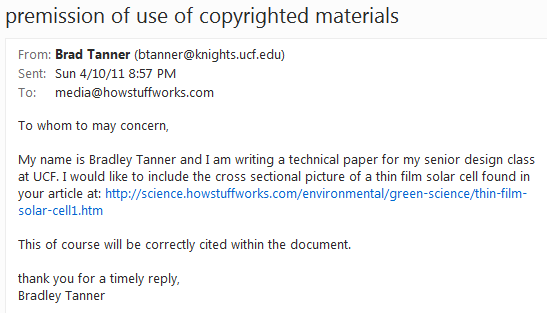 premission of use of copyrighted materials
From: Brad Tanner (btanner@knights.ucf.edu)
Sent: Sun 4/10/11 8:57 PM
To: media@howstuffworks.com
To whom to may concern,
My name is Bradley Tanner and I am writing a technical paper for my senior design class
at UCF. I would like to include the cross sectional picture of a thin film solar cell found in
your article at: http://science.howstuffworks.com/environmental/green-science/thin-film-
solar-cell1.htm
This of course will be correctly cited within the document.
thank you for a timely reply,
Bradley Tanner